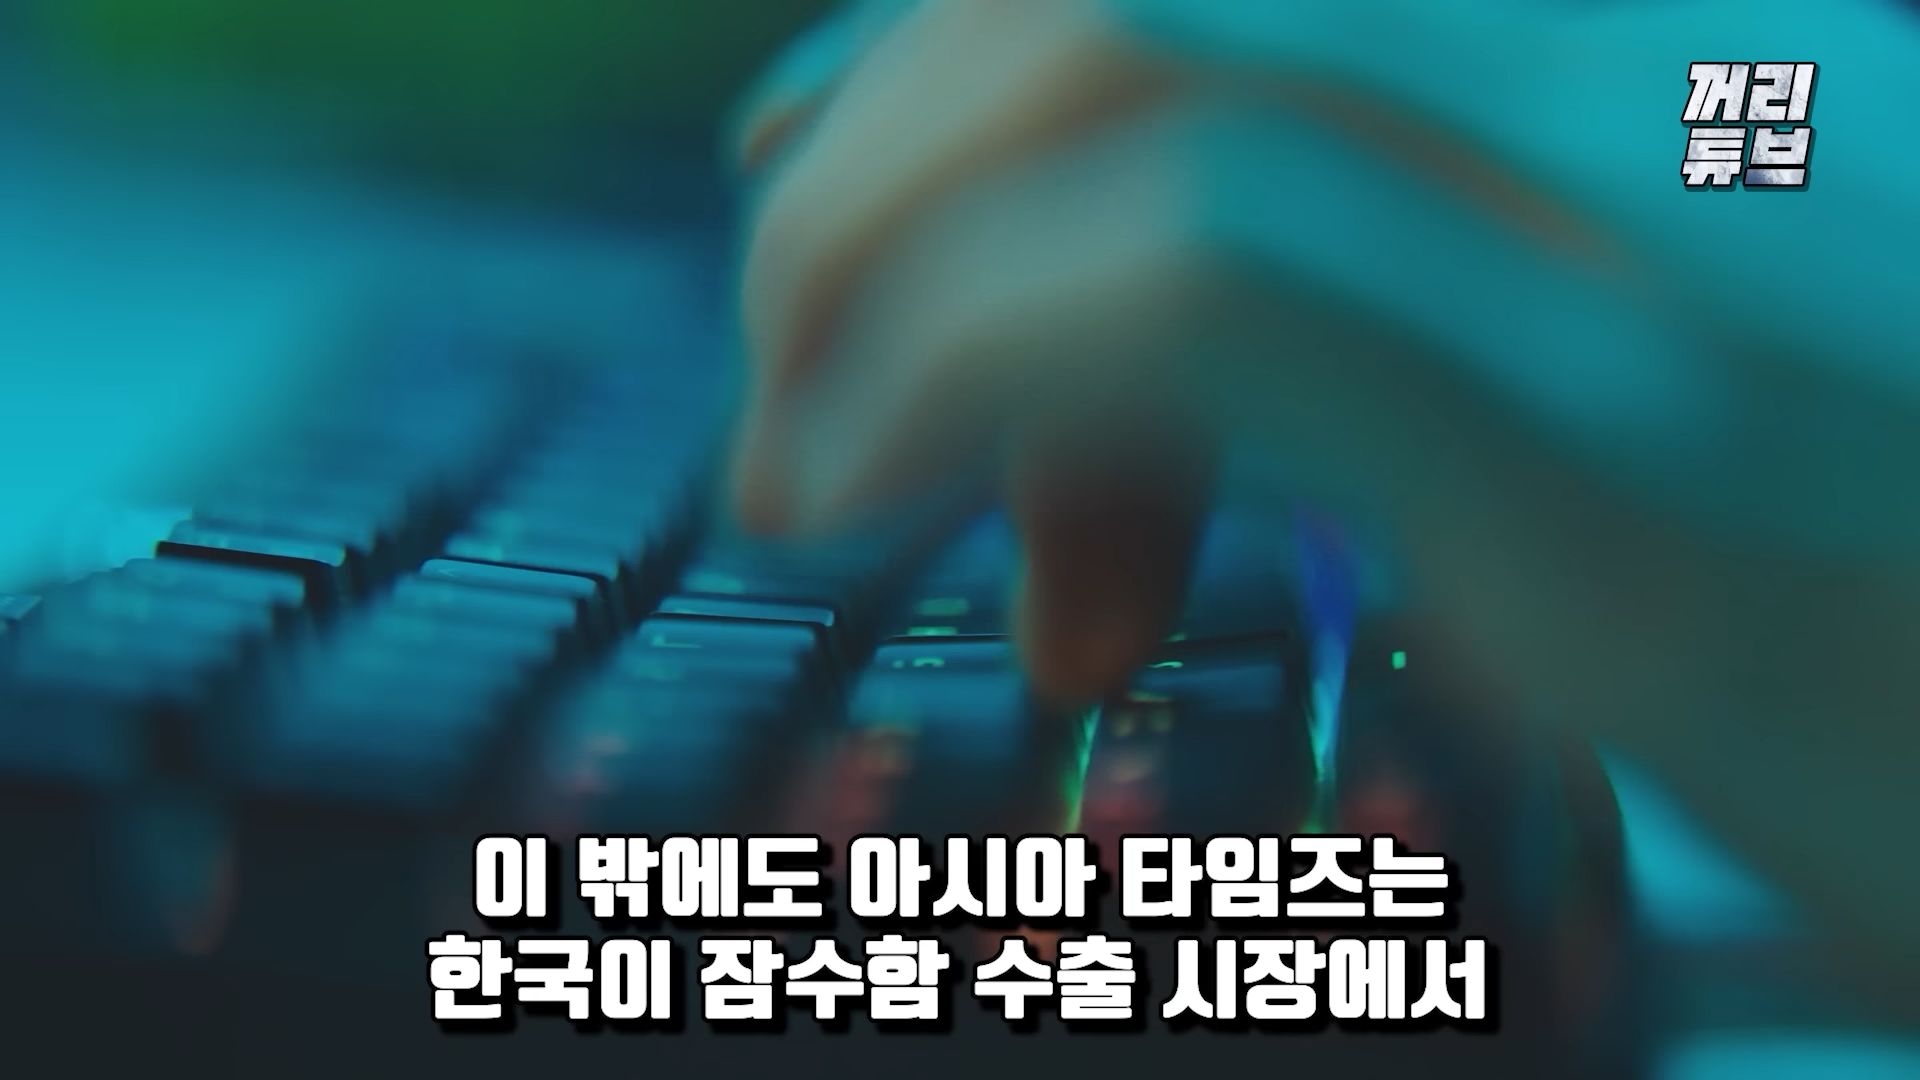 꺼리
튜브
이 밖에도 아시아 타임즈는
한국이 잠수함 수출 시장에서